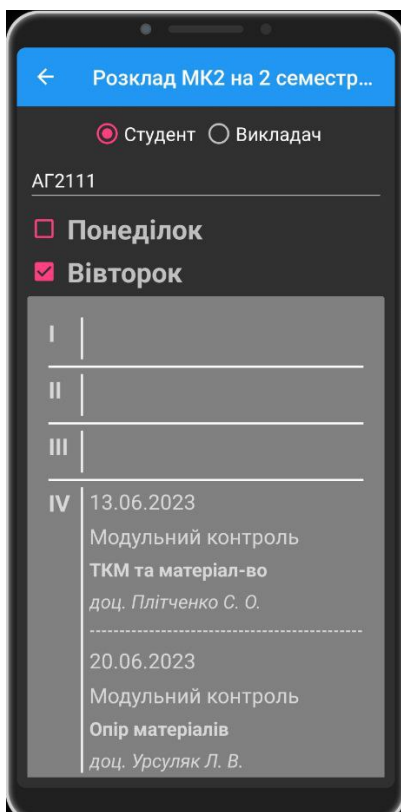 Розклад МК2 на 2 семестр...
Студент Викладач
АГ2111
Понеділок
Вівторок
I
II
III
IV 13.06.2023
Модульний контроль
ТКМ та матеріал-во
доц. Плітченко С. О.
20.06.2023
Модульний контроль
Опір матеріалів
доц. Урсуляк Л. В.